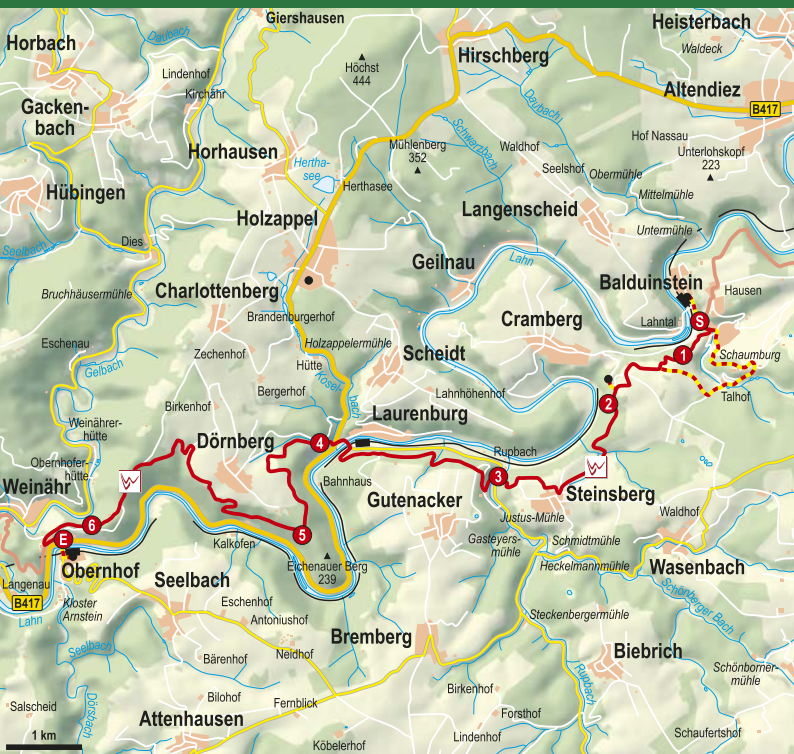 Giershausen
Heisterbach
Horbach
Daubach
Waldeck
Hirschberg
Höchst
444
Lindenhof
Kirchähr
Altendiez
Gacken-
bach
B417
Daubach
Schwarzbach
Hof Nassau
Horhausen
Mühlenberg
352
Waldhof
Unterlohskopf
223
Hertha-
see
Seelshof
Obermühle
Hübingen
Herthasee
Mittelmühle
Langenscheid
Holzappel
Untermühle
Dies
Seelbach
Geilnau
Lahn
Balduinstein
Bruchhäusermühle
Charlottenberg
Hausen
Brandenburgerhof
Cramberg
Lahntal
S
Eschenau
Holzappelermühle
Zechenhof
Scheidt
1
Schaumburg
Gelbach
Hütte
Kosel-
bach
Bergerhof
Lahnhöhenhof
Talhof
Birkenhof
2
Weinährer-
hütte
Laurenburg
Dörnberg
4
Rupbach
Obernhofer-
hütte
Weinähr
Bahnhaus
3
Steinsberg
Gutenacker
Justus-Mühle
Waldhof
6
5
E
Kalkofen
Gasteyers-
mühle
Schmidtmühle
Obernhof
Eichenauer Berg
239
Heckelmannmühle
Wasenbach
Langenau
Seelbach
B417
Kloster
Arnstein
Eschenhof
Schönberger Bach
Lahn
Antoniushof
Steckenbergermühle
Bremberg
Seelbach
Neidhof
Biebrich
Bärenhof
Schönborner-
mühle
Rupbach
Birkenhof
Bilohof
Fernblick
Salscheid
Dörsbach
Forsthof
Attenhausen
Lindenhof
Schaufertshof
1 km
Köbelerhof